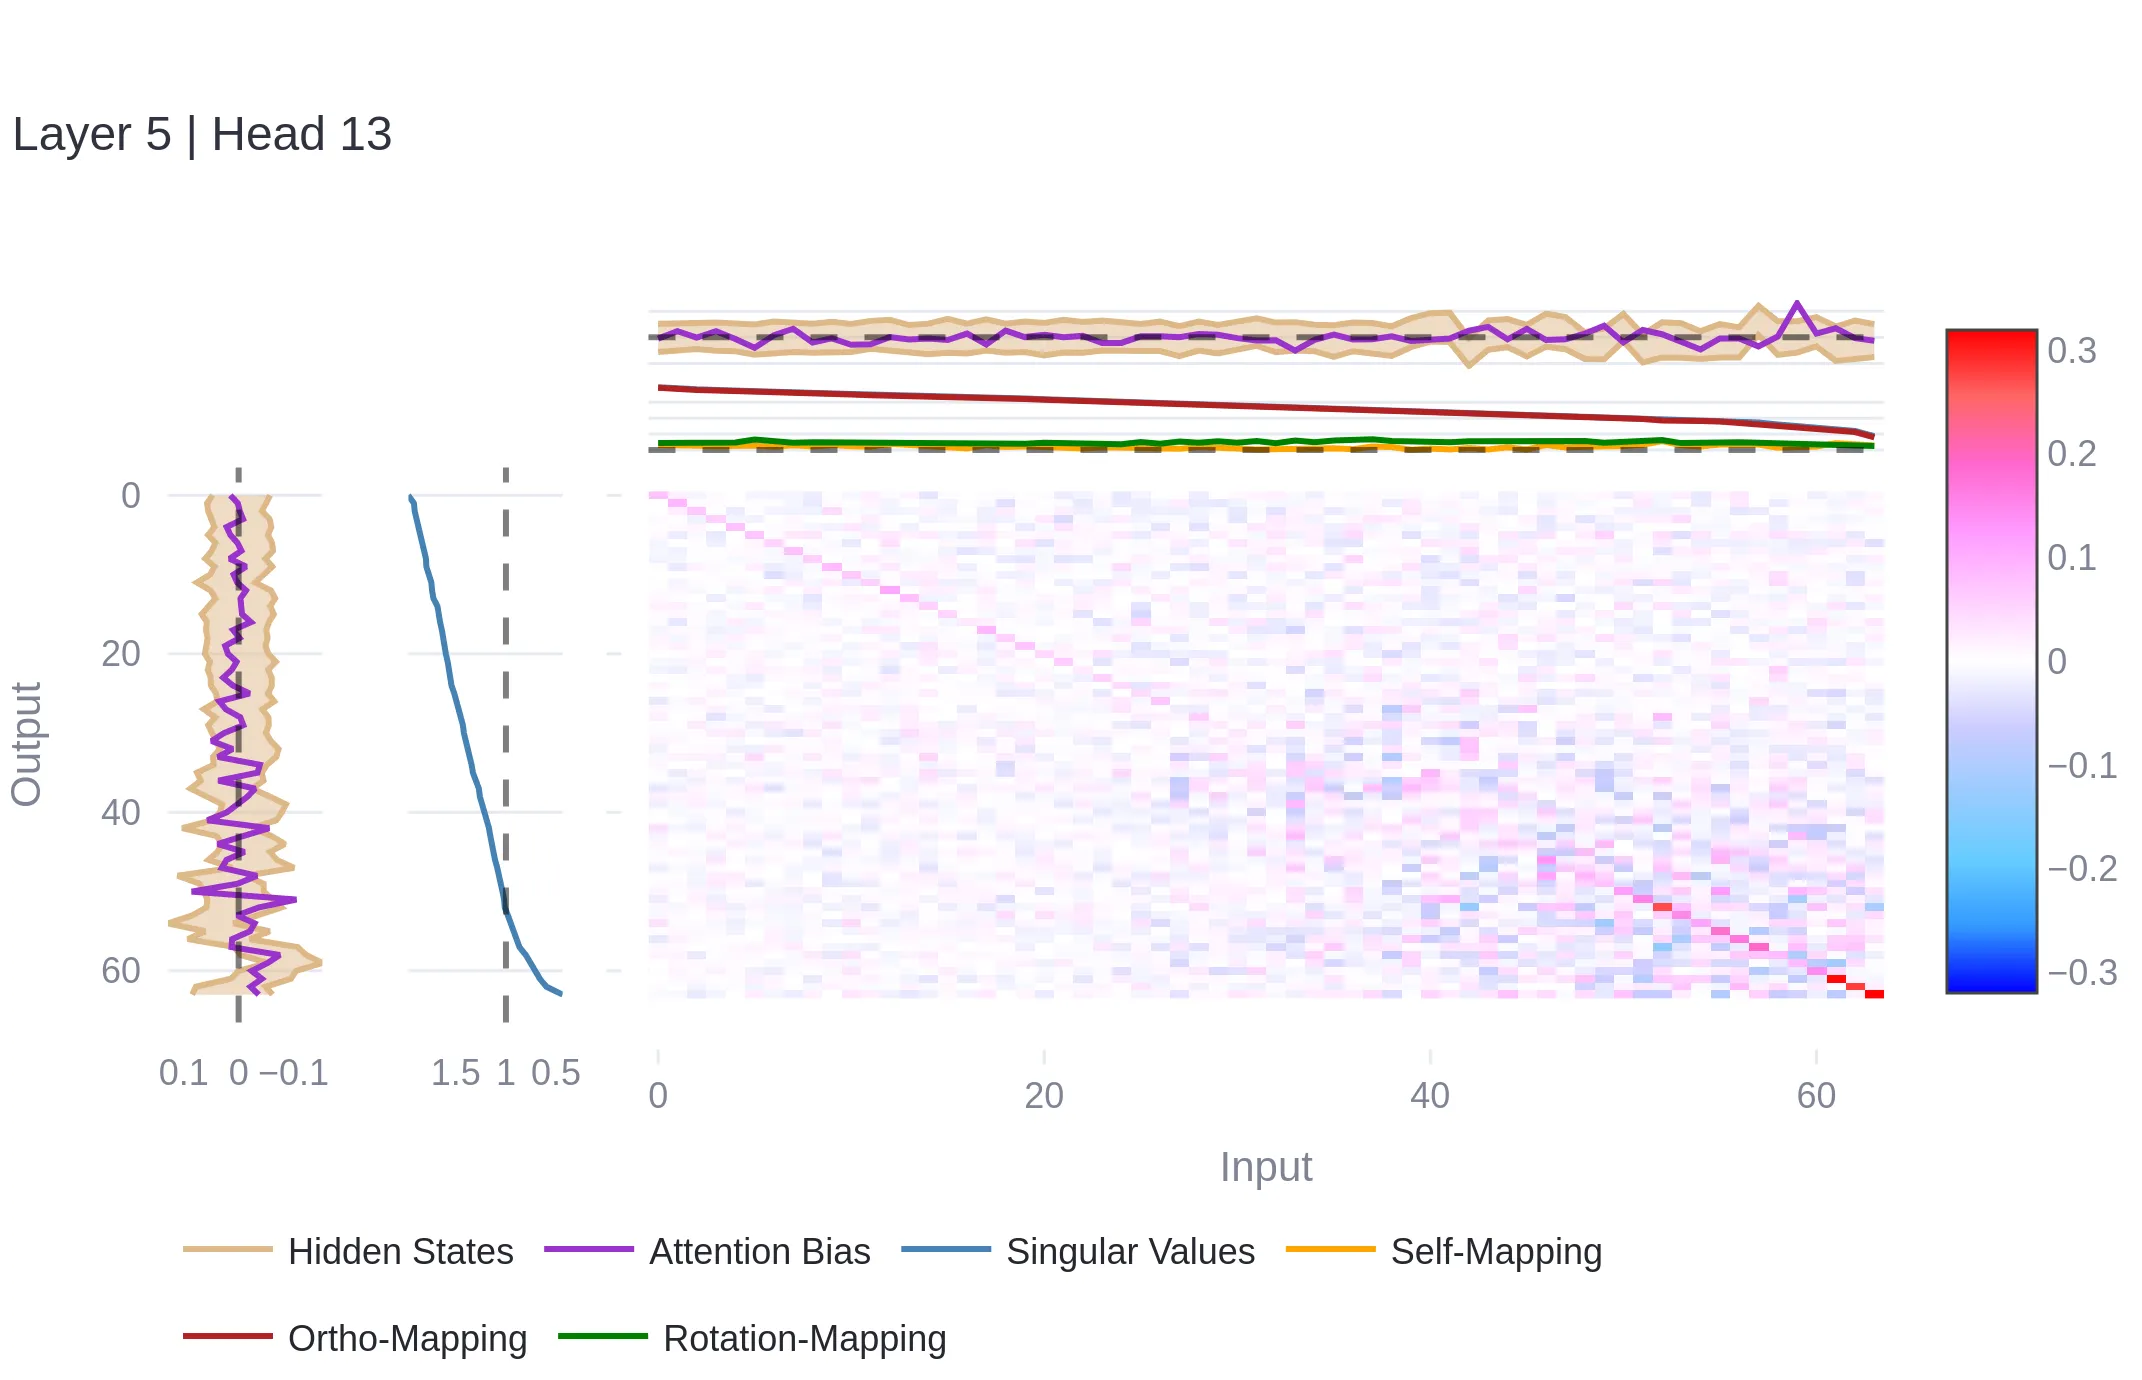 Layer 5 | Head 13
0.3
0.2
0.1
0
−0.1
−0.2
−0.3
Output
0
20
40
60
0.1 0 −0.1
1.5 1 0.5
0 20 40 60
Input
Hidden States Attention Bias Singular Values Self-Mapping
Ortho-Mapping Rotation-Mapping